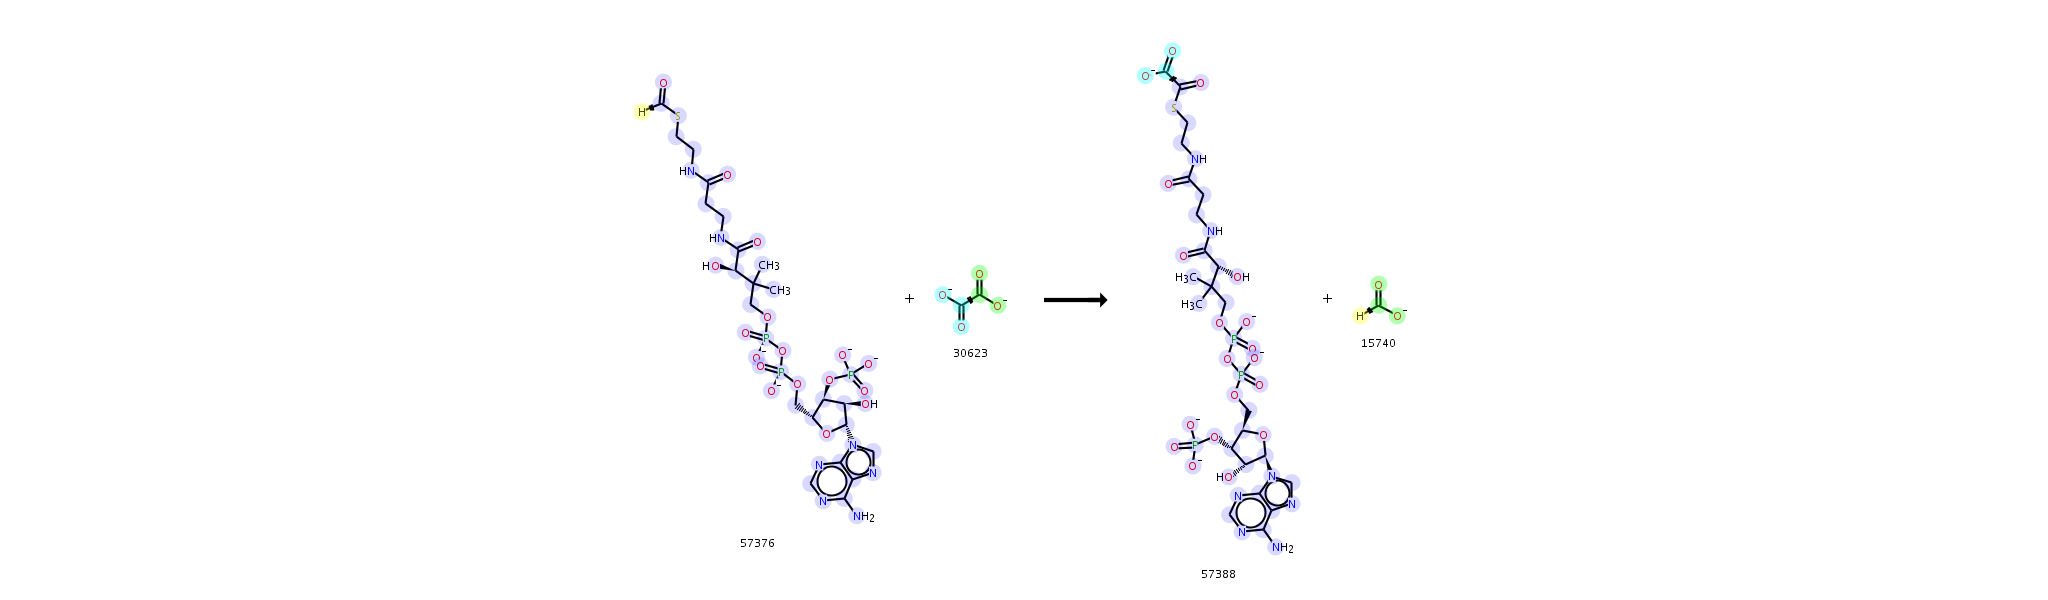 O
H
S
HN
O
HN
O
HO
CH3
CH3
O
O P
O⁻
O
O P
O⁻
O
O⁻
O⁻
O P
O
OH
O
N
N
N
N
NH2
57376
+
O⁻
O
O
O⁻
30623
O
O⁻
O
S
NH
O
NH
O
OH
H3C
H3C
O
O⁻
P
O
O
O⁻
P
O
O
O⁻
O P O
O⁻
O
HO
N
N
N
N
NH2
57388
+
O
H
O⁻
15740